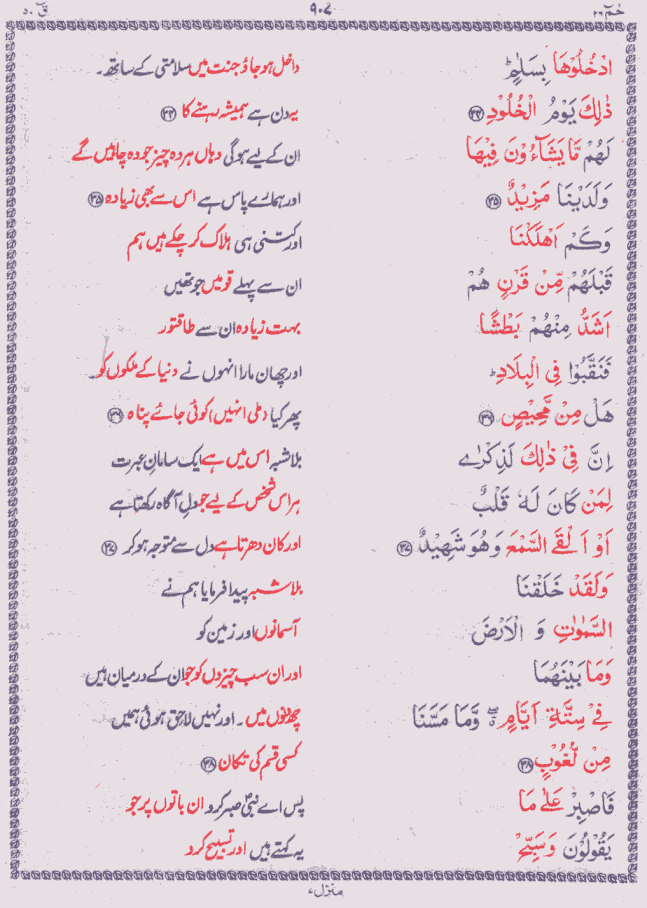 حٰمٓ ٢٦ ٩٠٤ قٓ ٥٠
ادْخُلُوْهَا بِسَلٰمٍ ؕ داخل ہو جاؤ جنت میں سلامتی کے ساتھ۔
ذٰلِكَ يَوْمُ الْخُلُوْدِ ﴿٣٤﴾ یہ دن ہے ہمیشہ رہنے کا ﴿٣٤﴾
لَهُمْ مَّا يَشَآءُوْنَ فِيْهَا ان کے لیے ہوگی وہاں ہر وہ چیز جو وہ چاہیں گے
وَلَدَيْنَا مَزِيْدٌ ﴿٣٥﴾ اور ہمارے پاس ہے اس سے بھی زیادہ ﴿٣٥﴾
وَكَمْ اَهْلَكْنَا اور کتنی ہی ہلاک کر چکے ہیں ہم
قَبْلَهُمْ مِّنْ قَرْنٍ هُمْ ان سے پہلے قومیں جو تھیں
اَشَدُّ مِنْهُمْ بَطْشًا بہت زیادہ ان سے طاقتور
فَنَقَّبُوْا فِي الْبِلَادِ ؕ اور چھان مارا انہوں نے دنیا کے ملکوں کو
هَلْ مِنْ مَّحِيْصٍ ﴿٣٦﴾ پھر کیا ملی انہیں کوئی جائے پناہ ﴿٣٦﴾
اِنَّ فِيْ ذٰلِكَ لَذِكْرٰى بلاشبہ اس میں ہے ایک سامانِ عبرت
لِمَنْ كَانَ لَهٗ قَلْبٌ ہر اس شخص کے لیے جو دل آگاہ رکھتا ہے
اَوْ اَلْقَى السَّمْعَ وَهُوَ شَهِيْدٌ ﴿٣٧﴾ اور کان دھرتا ہے دل سے متوجہ ہو کر ﴿٣٧﴾
وَلَقَدْ خَلَقْنَا بلاشبہ پیدا فرمایا ہم نے
السَّمٰوٰتِ وَ الْاَرْضَ آسمانوں اور زمین کو
وَمَا بَيْنَهُمَا اور ان سب چیزوں کو جو ان کے درمیان ہیں
فِيْ سِتَّةِ اَيَّامٍ وَّمَا مَسَّنَا چھ دنوں میں۔ اور نہیں لاحق ہوئی ہمیں
مِنْ لُّغُوْبٍ ﴿٣٨﴾ کسی قسم کی تکان ﴿٣٨﴾
فَاصْبِرْ عَلٰى مَا پس اے نبی صبر کرو ان باتوں پر جو
يَقُوْلُوْنَ وَسَبِّحْ یہ کہتے ہیں اور تسبیح کرو
منزل ٧